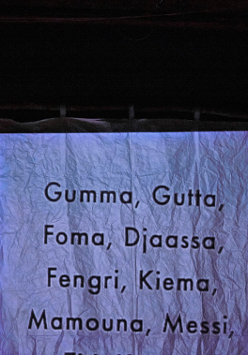 Gumma, Gutta,
Foma, Djaassa,
Fengri, Kiema,
Mamouna, Messi,